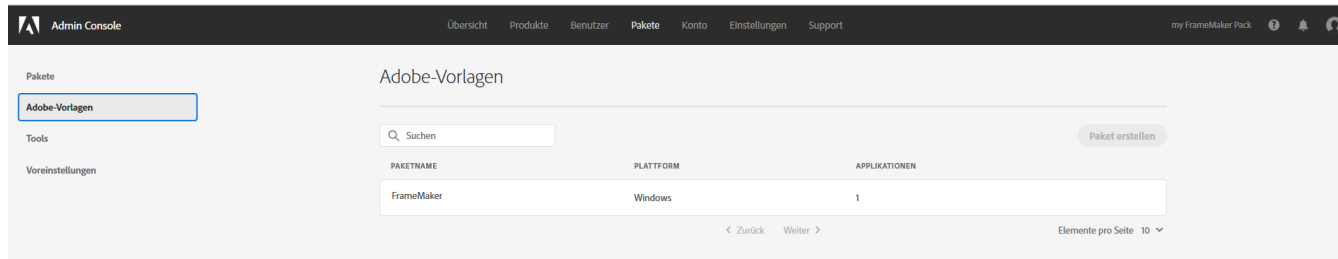 Admin Console Übersicht Produkte Benutzer Pakete Konto Einstellungen Support my FrameMaker Pack
Pakete
Adobe-Vorlagen
Tools
Voreinstellungen
Adobe-Vorlagen
Suchen Paket erstellen
PAKETNAME PLATTFORM APPLIKATIONEN
FrameMaker Windows 1
Zurück Weiter Elemente pro Seite 10